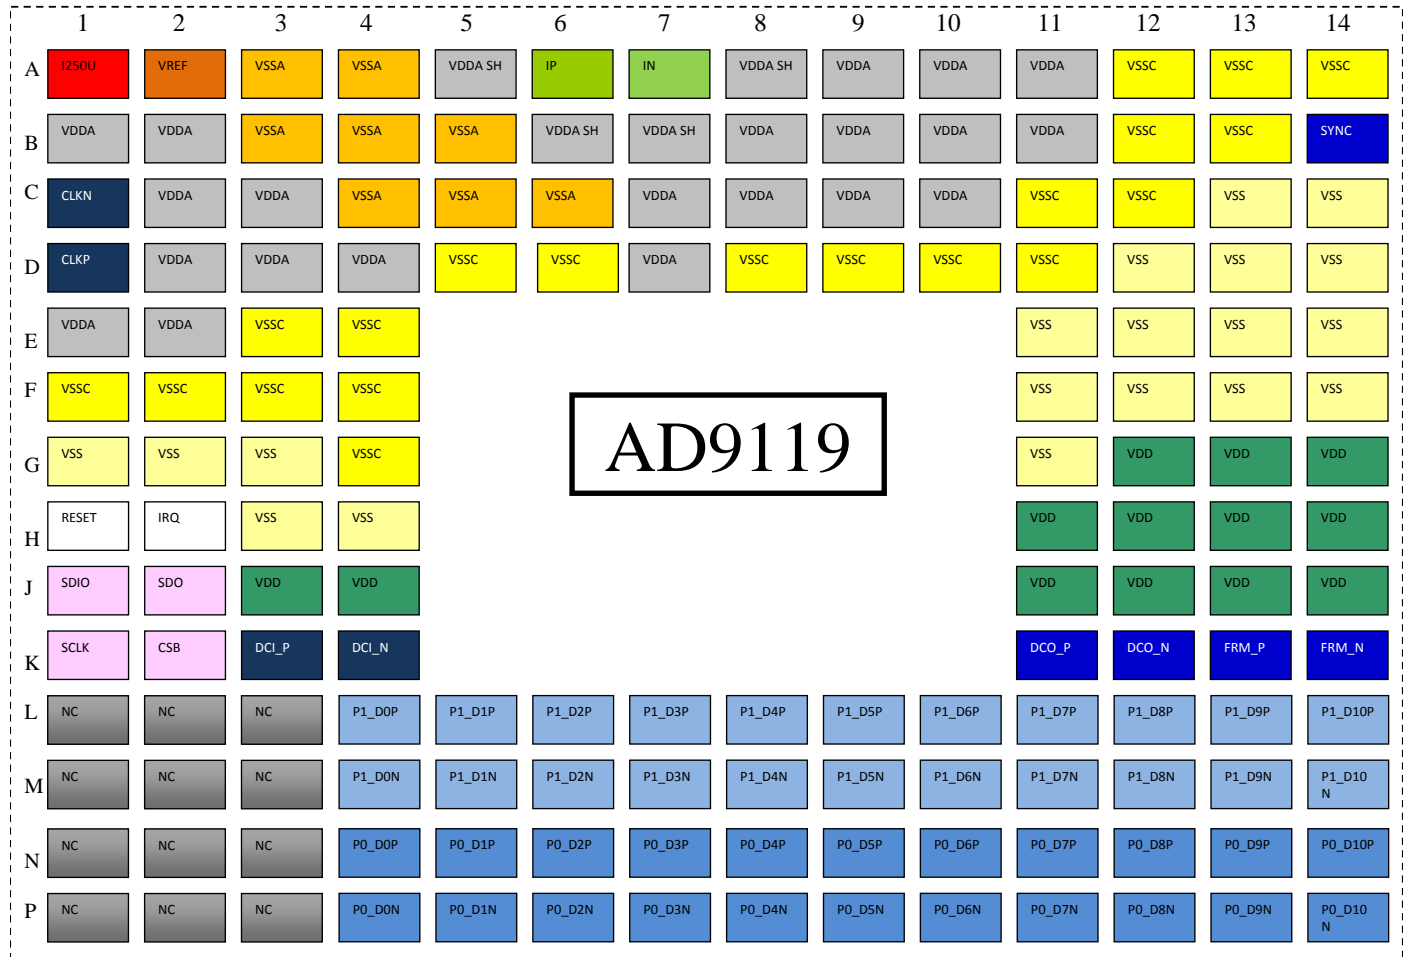 1 2 3 4 5 6 7 8 9 10 11 12 13 14
A I250U VREF VSSA VSSA VDDA SH IP IN VDDA SH VDDA VDDA VDDA VSSC VSSC VSSC
B VDDA VDDA VSSA VSSA VSSA VDDA SH VDDA SH VDDA VDDA VDDA VDDA VSSC VSSC SYNC
C CLKN VDDA VDDA VSSA VSSA VSSA VDDA VDDA VDDA VDDA VSSC VSSC VSS VSS
D CLKP VDDA VDDA VDDA VSSC VSSC VDDA VSSC VSSC VSSC VSSC VSS VSS VSS
E VDDA VDDA VSSC VSSC VSS VSS VSS VSS
F VSSC VSSC VSSC VSSC VSS VSS VSS VSS
AD9119
G VSS VSS VSS VSSC VSS VDD VDD VDD
H RESET IRQ VSS VSS VDD VDD VDD VDD
J SDIO SDO VDD VDD VDD VDD VDD VDD
K SCLK CSB DCI_P DCI_N DCO_P DCO_N FRM_P FRM_N
L NC NC NC P1_D0P P1_D1P P1_D2P P1_D3P P1_D4P P1_D5P P1_D6P P1_D7P P1_D8P P1_D9P P1_D10P
M NC NC NC P1_D0N P1_D1N P1_D2N P1_D3N P1_D4N P1_D5N P1_D6N P1_D7N P1_D8N P1_D9N P1_D10
N
N NC NC NC P0_D0P P0_D1P P0_D2P P0_D3P P0_D4P P0_D5P P0_D6P P0_D7P P0_D8P P0_D9P P0_D10P
P NC NC NC P0_D0N P0_D1N P0_D2N P0_D3N P0_D4N P0_D5N P0_D6N P0_D7N P0_D8N P0_D9N P0_D10
N